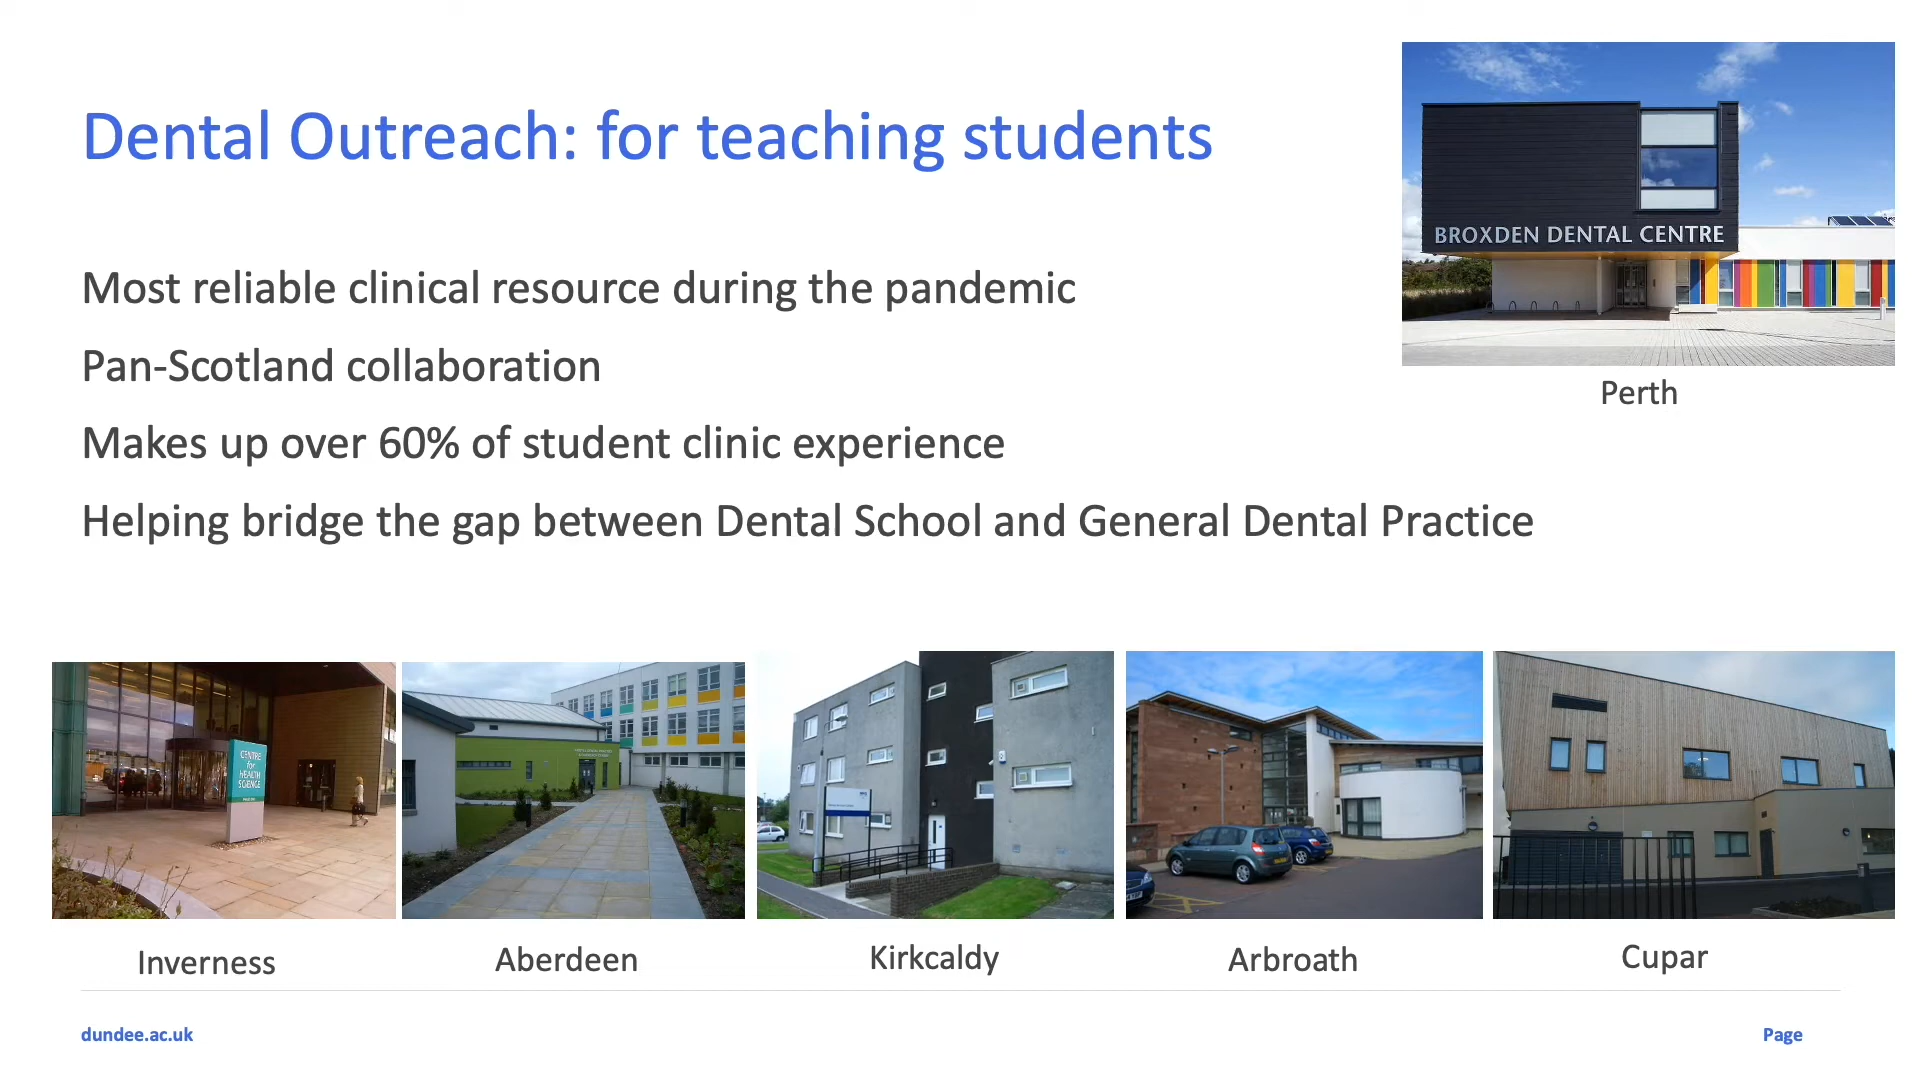 Dental Outreach: for teaching students
BROXDEN DENTAL CENTRE
Perth
Most reliable clinical resource during the pandemic
Pan-Scotland collaboration
Makes up over 60% of student clinic experience
Helping bridge the gap between Dental School and General Dental Practice
CENTRE
for
HEALTH
SCIENCE
Inverness
Aberdeen
Kirkcaldy
Arbroath
Cupar
dundee.ac.uk
Page